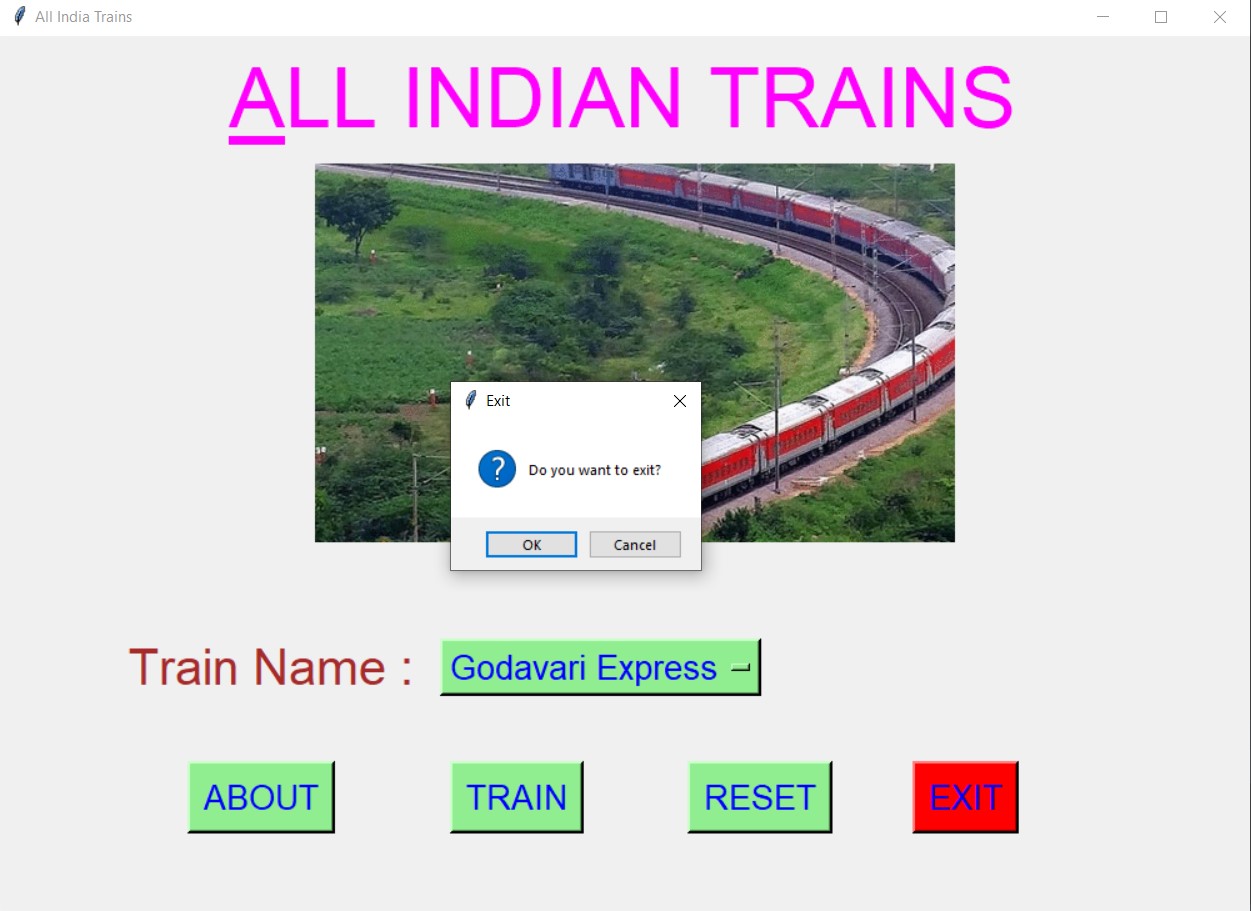 All India Trains
ALL INDIAN TRAINS
Exit
Do you want to exit?
OK Cancel
Train Name : Godavari Express
ABOUT TRAIN RESET EXIT